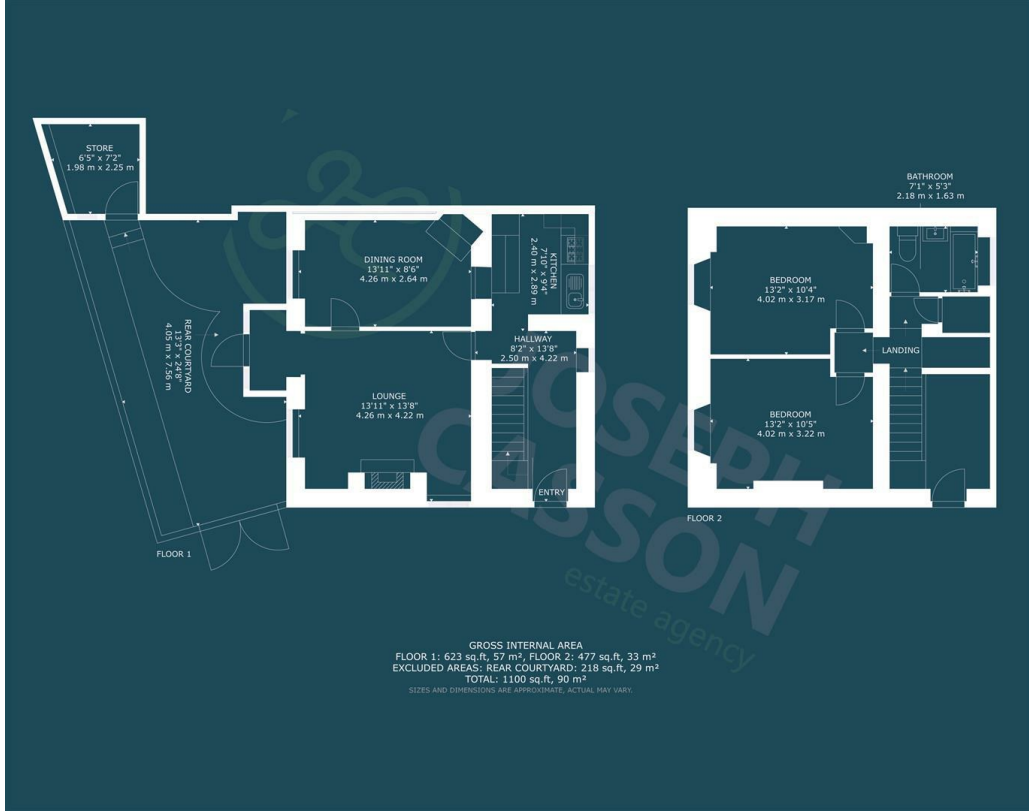 STORE
6'5" x 7'2"
1.98 m x 2.25 m
DINING ROOM
13'11" x 8'6"
4.26 m x 2.64 m
KITCHEN
7'10" x 9'4"
2.40 m x 2.89 m
REAR COURTYARD
13'3" x 24'8"
4.05 m x 7.56 m
HALLWAY
8'2" x 13'8"
2.50 m x 4.22 m
LOUNGE
13'11" x 13'8"
4.26 m x 4.22 m
ENTRY
FLOOR 1
BATHROOM
7'1" x 5'3"
2.18 m x 1.63 m
BEDROOM
13'2" x 10'4"
4.02 m x 3.17 m
LANDING
BEDROOM
13'2" x 10'5"
4.02 m x 3.22 m
FLOOR 2
JOSEPH
CASSON
estate agency
GROSS INTERNAL AREA
FLOOR 1: 623 sq.ft, 57 m², FLOOR 2: 477 sq.ft, 33 m²
EXCLUDED AREAS: REAR COURTYARD: 218 sq.ft, 29 m²
TOTAL: 1100 sq.ft, 90 m²
SIZES AND DIMENSIONS ARE APPROXIMATE, ACTUAL MAY VARY.